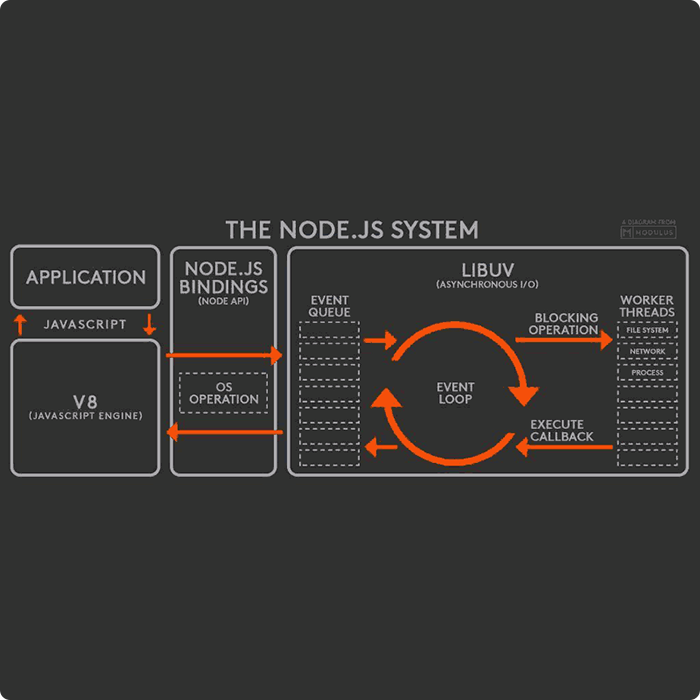 THE NODE.JS SYSTEM
A DIAGRAM FROM
MODULUS
APPLICATION
JAVASCRIPT
V8
(JAVASCRIPT ENGINE)
NODE.JS
BINDINGS
(NODE API)
OS
OPERATION
LIBUV
(ASYNCHRONOUS I/O)
EVENT
QUEUE
EVENT
LOOP
BLOCKING
OPERATION
EXECUTE
CALLBACK
WORKER
THREADS
FILE SYSTEM
NETWORK
PROCESS